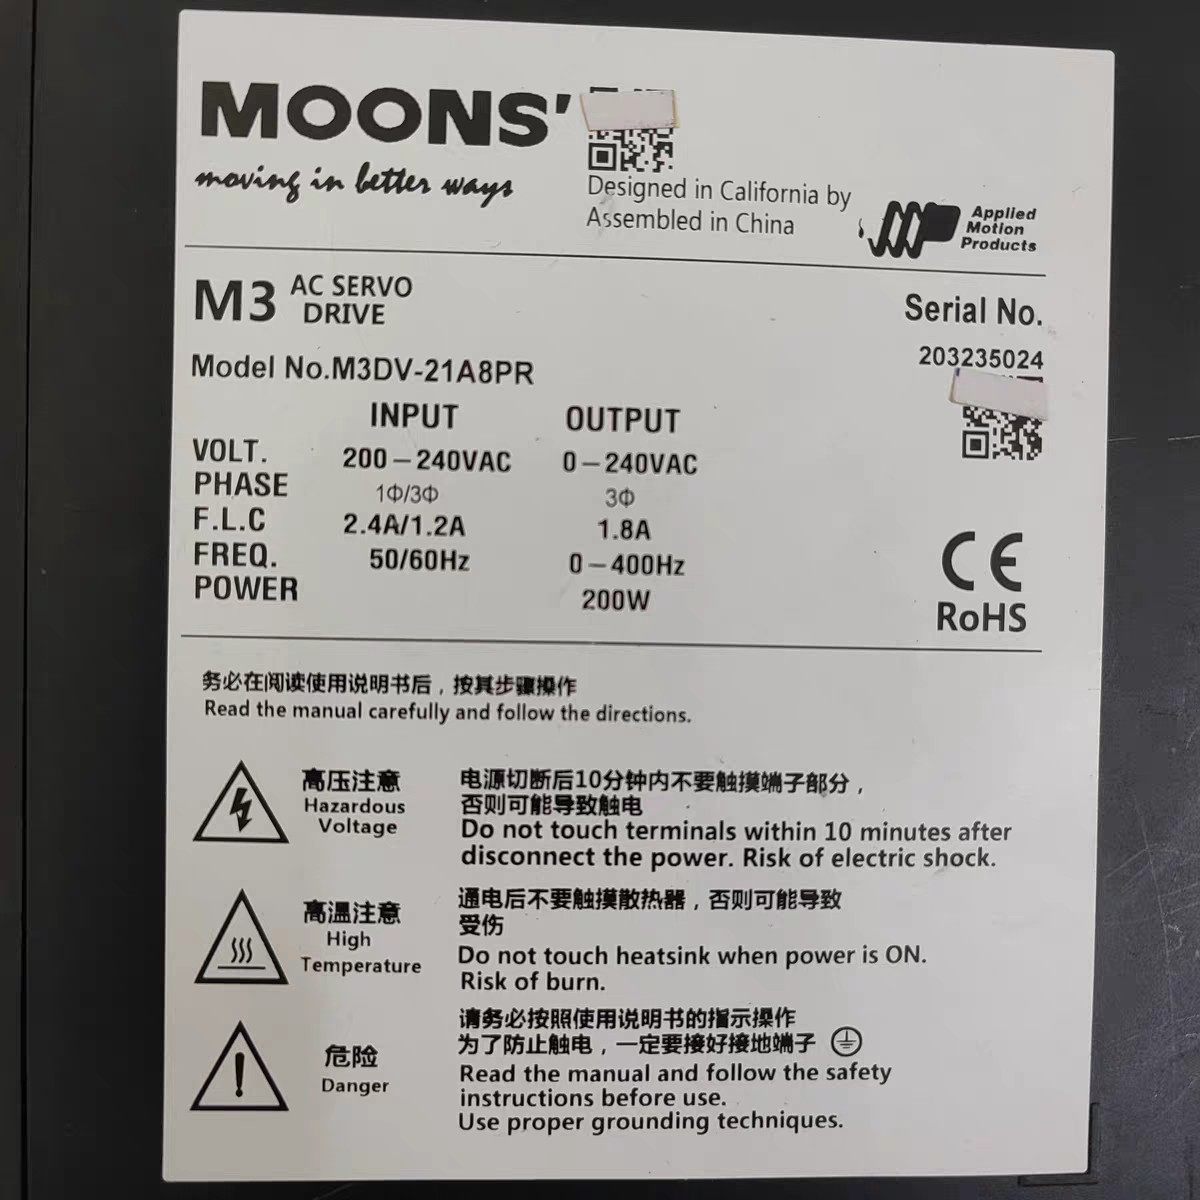 MOONS'
moving in better ways
Designed in California by
Assembled in China
Applied
Motion
Products
M3 AC SERVO
DRIVE
Serial No.
203235024
Model No.M3DV-21A8PR
INPUT OUTPUT
VOLT. 200－240VAC 0－240VAC
PHASE 1Φ/3Φ 3Φ
F.L.C 2.4A/1.2A 1.8A
FREQ. 50/60Hz 0－400Hz
POWER 200W
CE
RoHS
务必在阅读使用说明书后，按其步骤操作
Read the manual carefully and follow the directions.
高压注意
Hazardous
Voltage
电源切断后10分钟内不要触摸端子部分，
否则可能导致触电
Do not touch terminals within 10 minutes after
disconnect the power. Risk of electric shock.
高温注意
High
Temperature
通电后不要触摸散热器，否则可能导致
受伤
Do not touch heatsink when power is ON.
Risk of burn.
危险
Danger
请务必按照使用说明书的指示操作
为了防止触电，一定要接好接地端子
Read the manual and follow the safety
instructions before use.
Use proper grounding techniques.